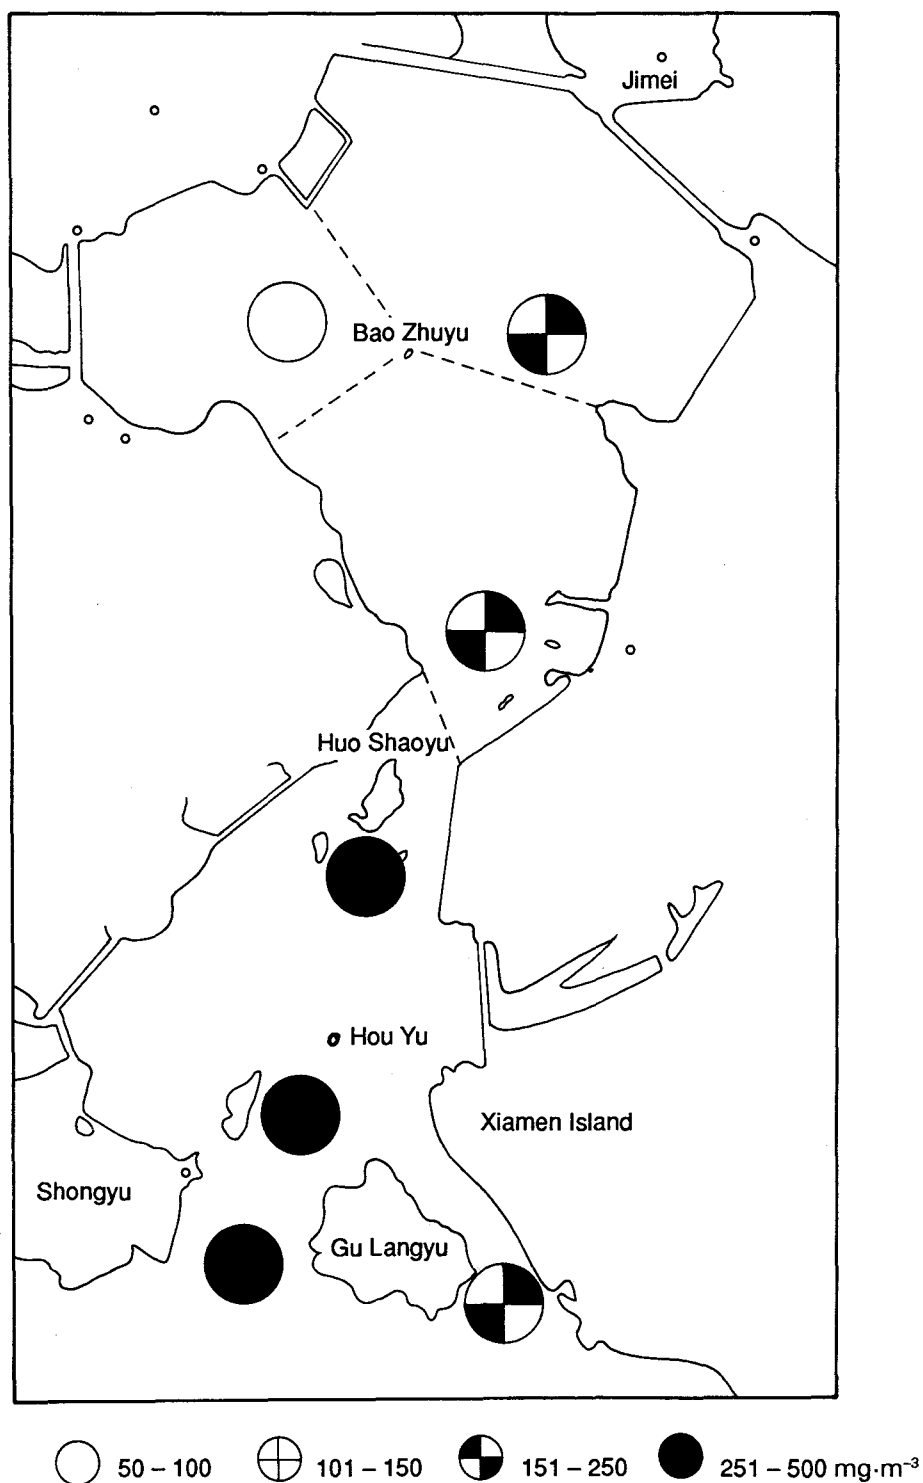 Jimei
Bao Zhuyu
Huo Shaoyu
Hou Yu
Xiamen Island
Shongyu
Gu Langyu
50 – 100 101 – 150 151 – 250 251 – 500 mg·m⁻³